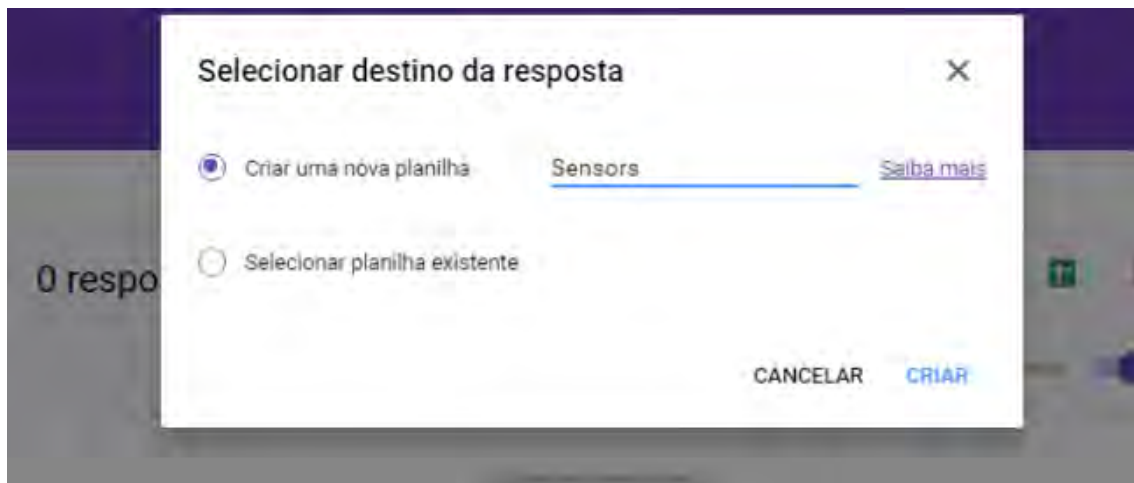 Selecionar destino da resposta
Criar uma nova planilha Sensors Saiba mais
Selecionar planilha existente
0 respo
CANCELAR CRIAR